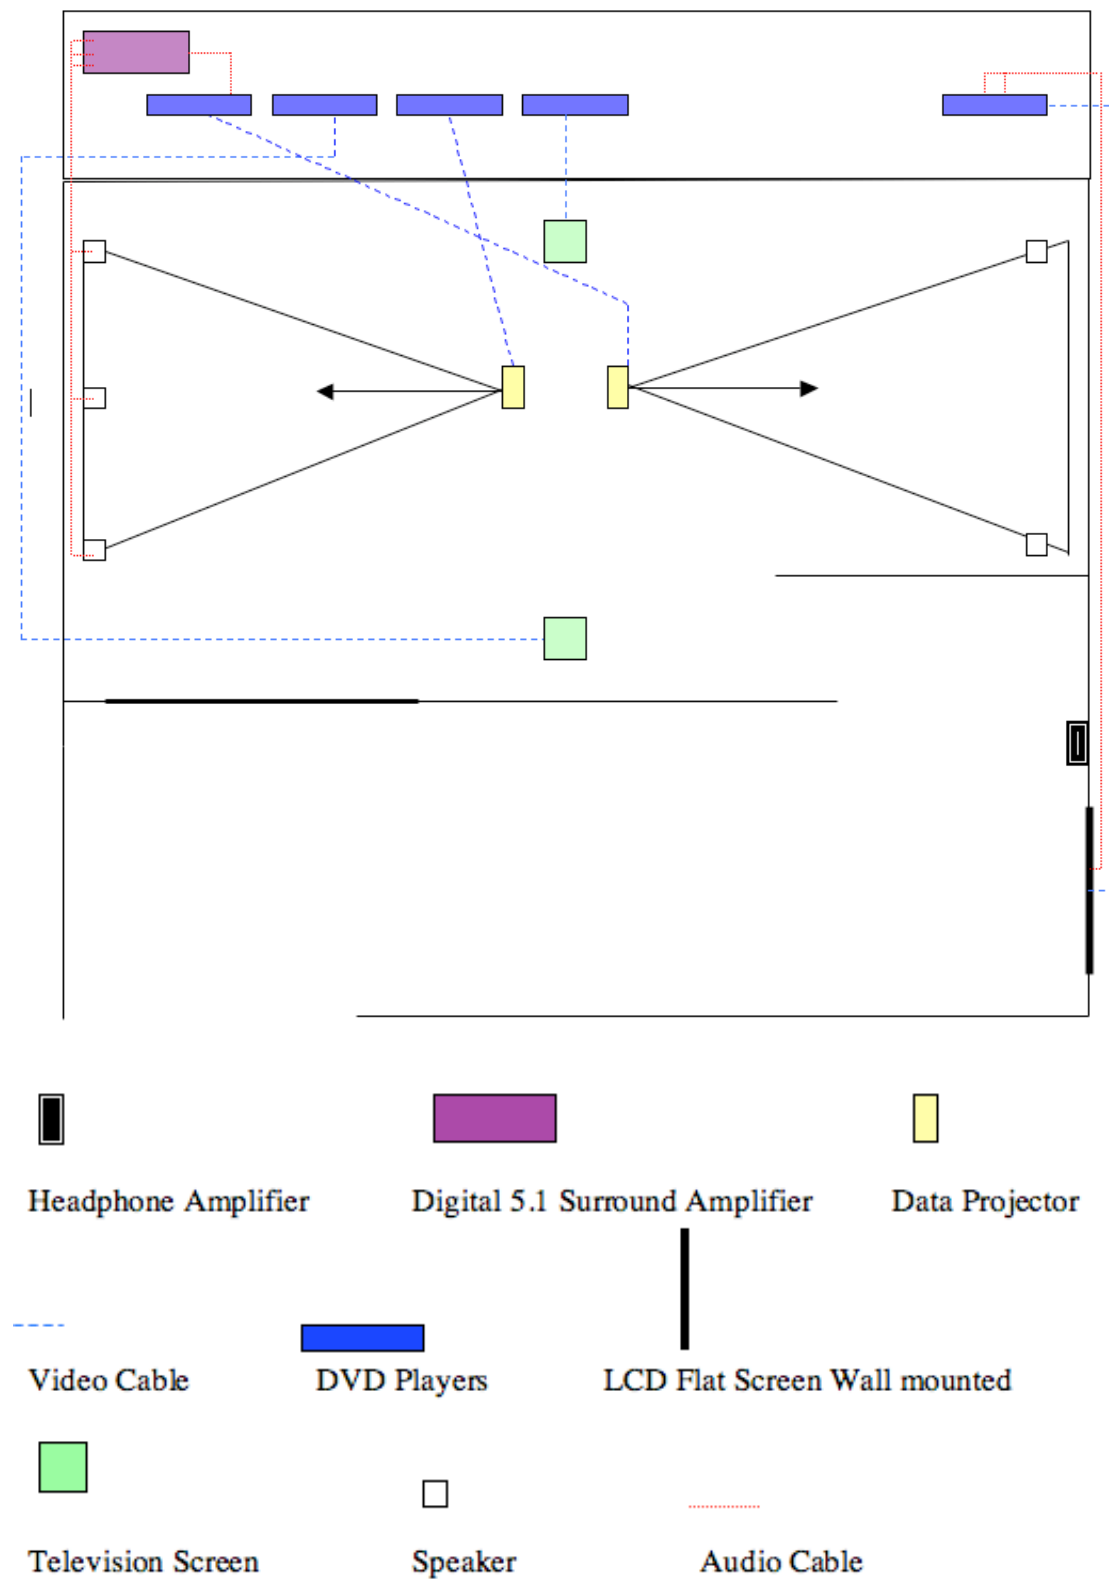 Headphone Amplifier Digital 5.1 Surround Amplifier Data Projector
Video Cable DVD Players LCD Flat Screen Wall mounted
Television Screen Speaker Audio Cable